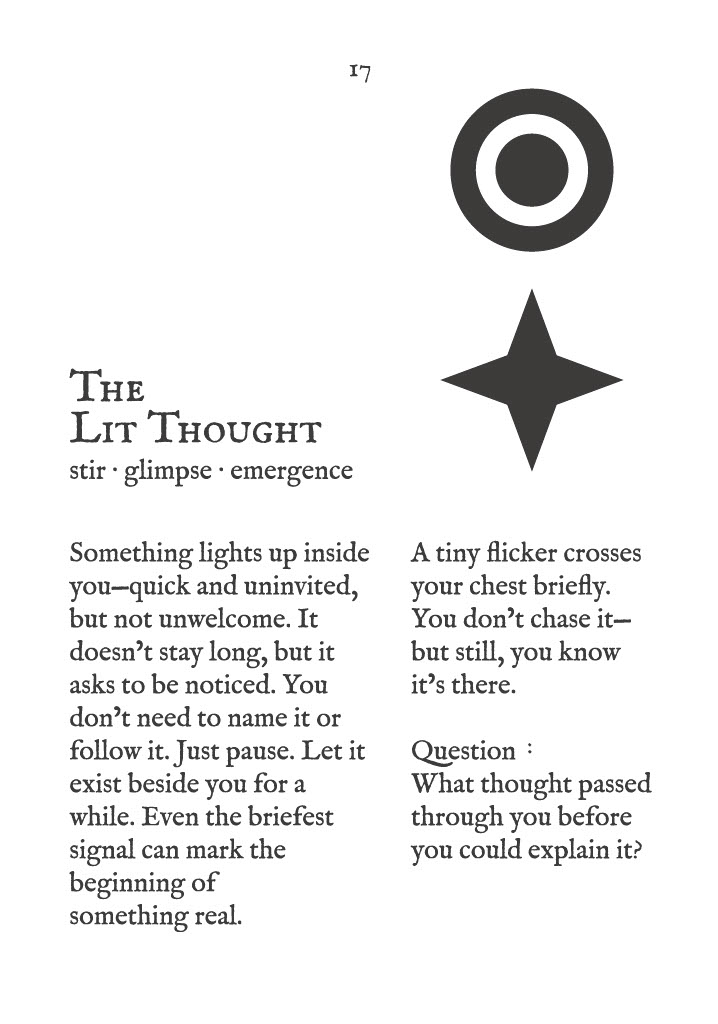 17
The
Lit Thought
stir · glimpse · emergence
Something lights up inside
you—quick and uninvited,
but not unwelcome. It
doesn’t stay long, but it
asks to be noticed. You
don’t need to name it or
follow it. Just pause. Let it
exist beside you for a
while. Even the briefest
signal can mark the
beginning of
something real.
A tiny flicker crosses
your chest briefly.
You don’t chase it—
but still, you know
it’s there.
Question :
What thought passed
through you before
you could explain it?